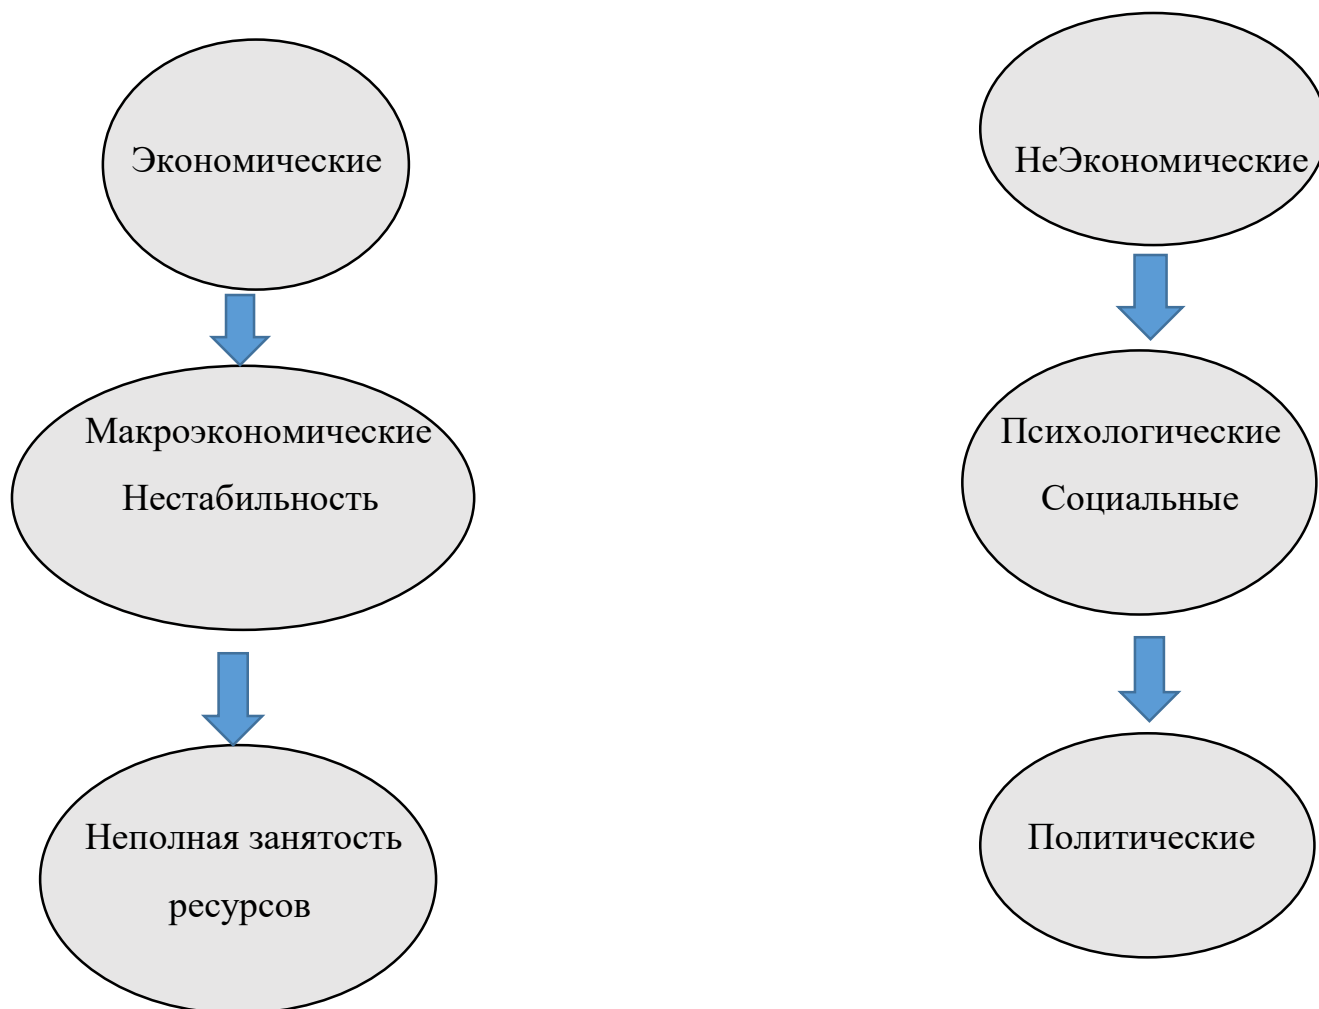 Экономические
НеЭкономические
Макроэкономические
Нестабильность
Психологические
Социальные
Неполная занятость
ресурсов
Политические